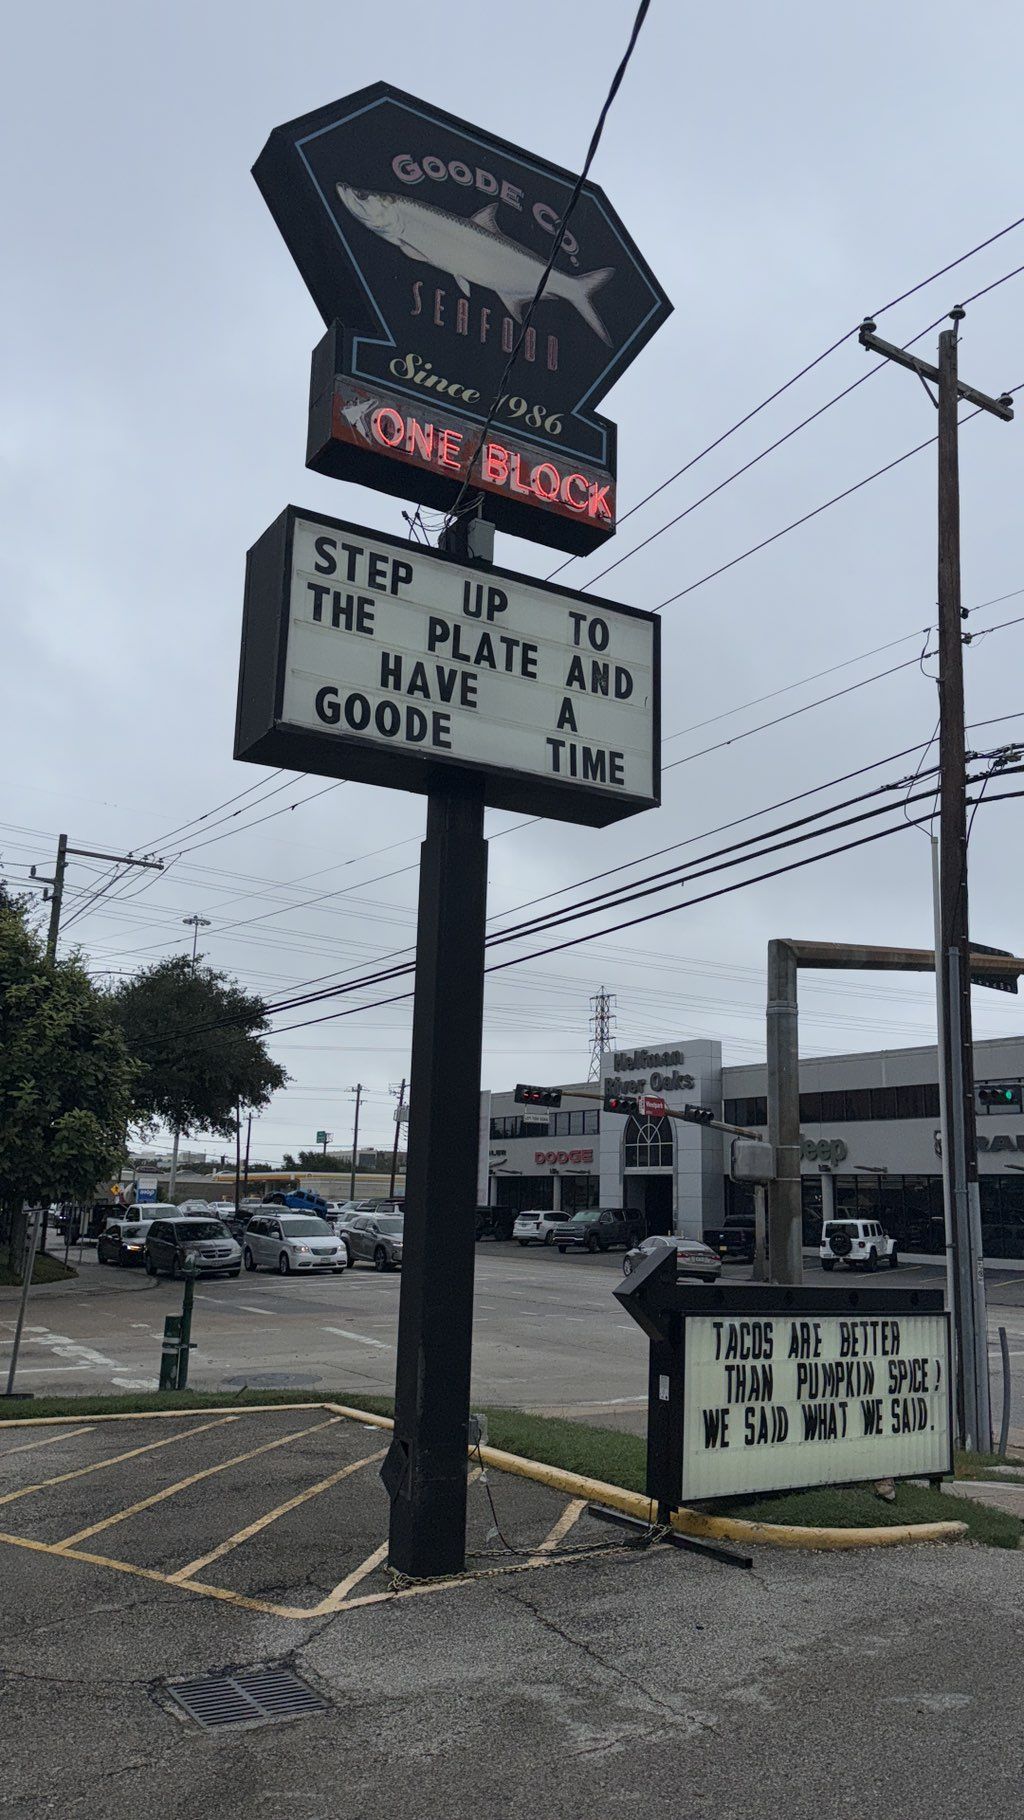 GOODE CO.
SEAFOOD
Since 1986
ONE BLOCK
STEP UP TO
THE PLATE AND
HAVE A
GOODE TIME
Helfman
River Oaks
DODGE
Jeep
RAM
TACOS ARE BETTER
THAN PUMPKIN SPICE!
WE SAID WHAT WE SAID.